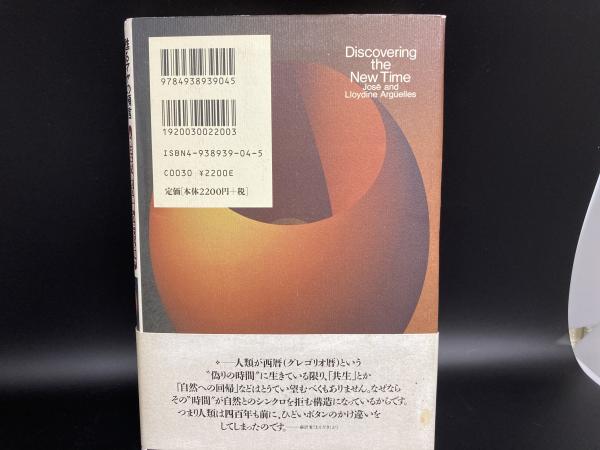 Discovering
the
New Time
José and
Lloydine Argüelles
9784938939045
1920030022003
ISBN4-938939-04-5
C0030 ¥2200E
定価[本体2200円+税]
❖──人類が西暦(グレゴリオ暦)という
“偽りの時間”に生きている限り、「共生」とか
「自然への回帰」などはとうてい望むべくもありません。なぜなら
その“時間”が自然とのシンクロを拒む構造になっているからです。
つまり人類は四百年も前に、ひどいボタンのかけ違いを
してしまったのです。──